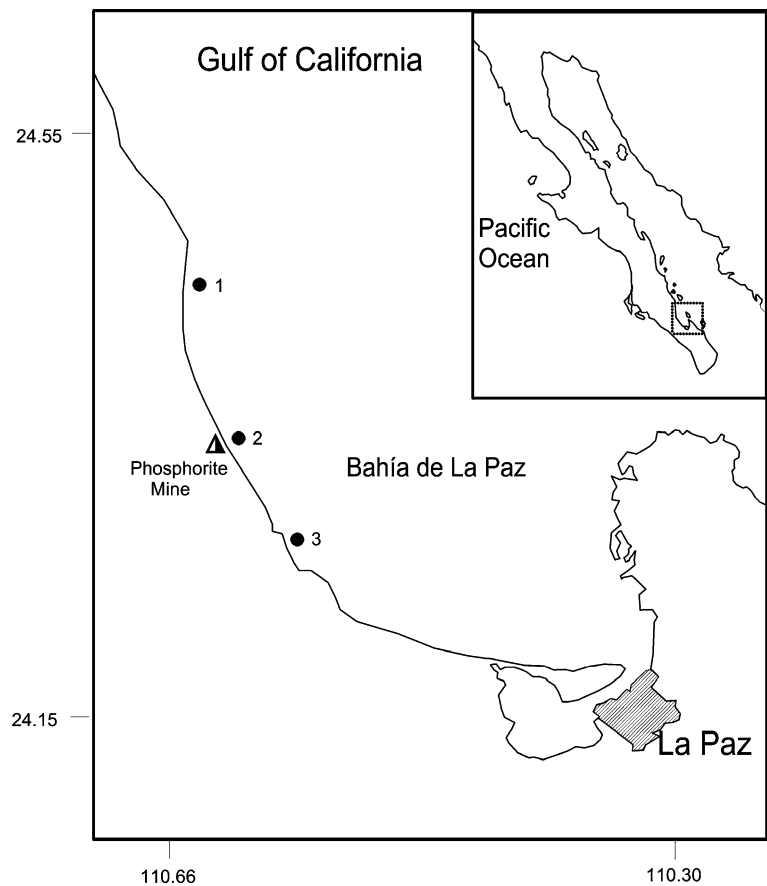 Gulf of California
24.55
Pacific
Ocean
1
2
Phosphorite
Mine
Bahía de La Paz
3
24.15
La Paz
110.66
110.30